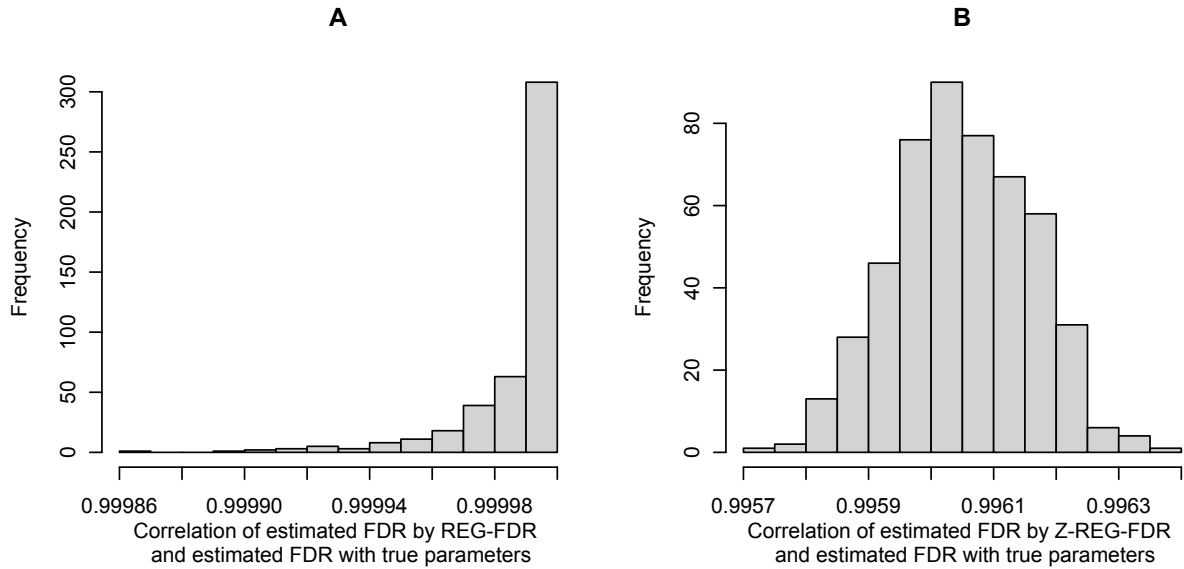 A
Frequency
0
50
100
150
200
250
300
0.99986
0.99990
0.99994
0.99998
Correlation of estimated FDR by REG-FDR
and estimated FDR with true parameters
B
Frequency
0
20
40
60
80
0.9957
0.9959
0.9961
0.9963
Correlation of estimated FDR by Z-REG-FDR
and estimated FDR with true parameters